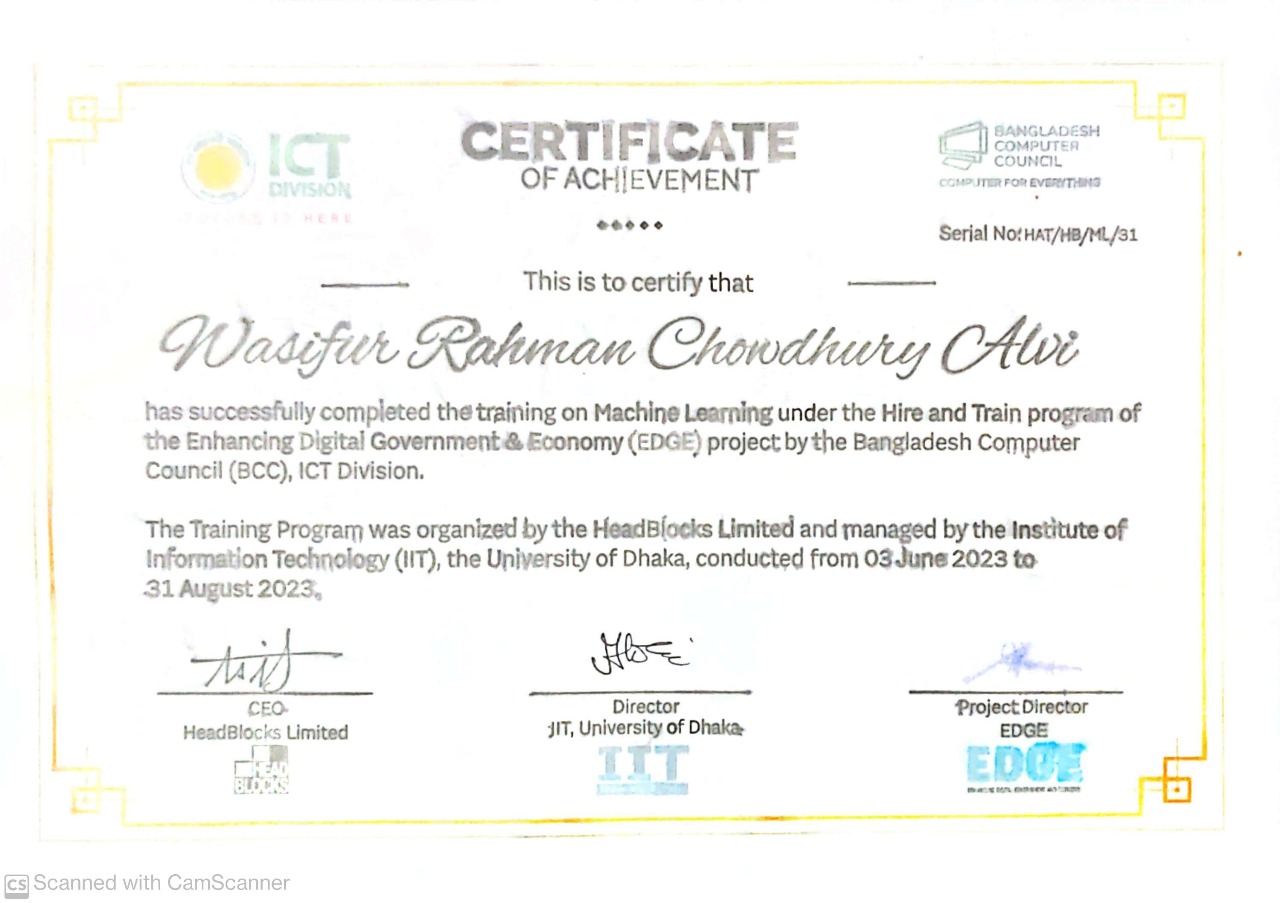 ICT
DIVISION
FUTURE IS HERE
CERTIFICATE
OF ACHIEVEMENT
BANGLADESH
COMPUTER
COUNCIL
COMPUTER FOR EVERYTHING
Serial No: HAT/HB/ML/31
This is to certify that
Wasifur Rahman Chowdhury Alvi
has successfully completed the training on Machine Learning under the Hire and Train program of
the Enhancing Digital Government & Economy (EDGE) project by the Bangladesh Computer
Council (BCC), ICT Division.
The Training Program was organized by the HeadBlocks Limited and managed by the Institute of
Information Technology (IIT), the University of Dhaka, conducted from 03 June 2023 to
31 August 2023.
CEO
HeadBlocks Limited
HEAD
BLOCKS
Director
IIT, University of Dhaka
IIT
Project Director
EDGE
EDGE
CS Scanned with CamScanner